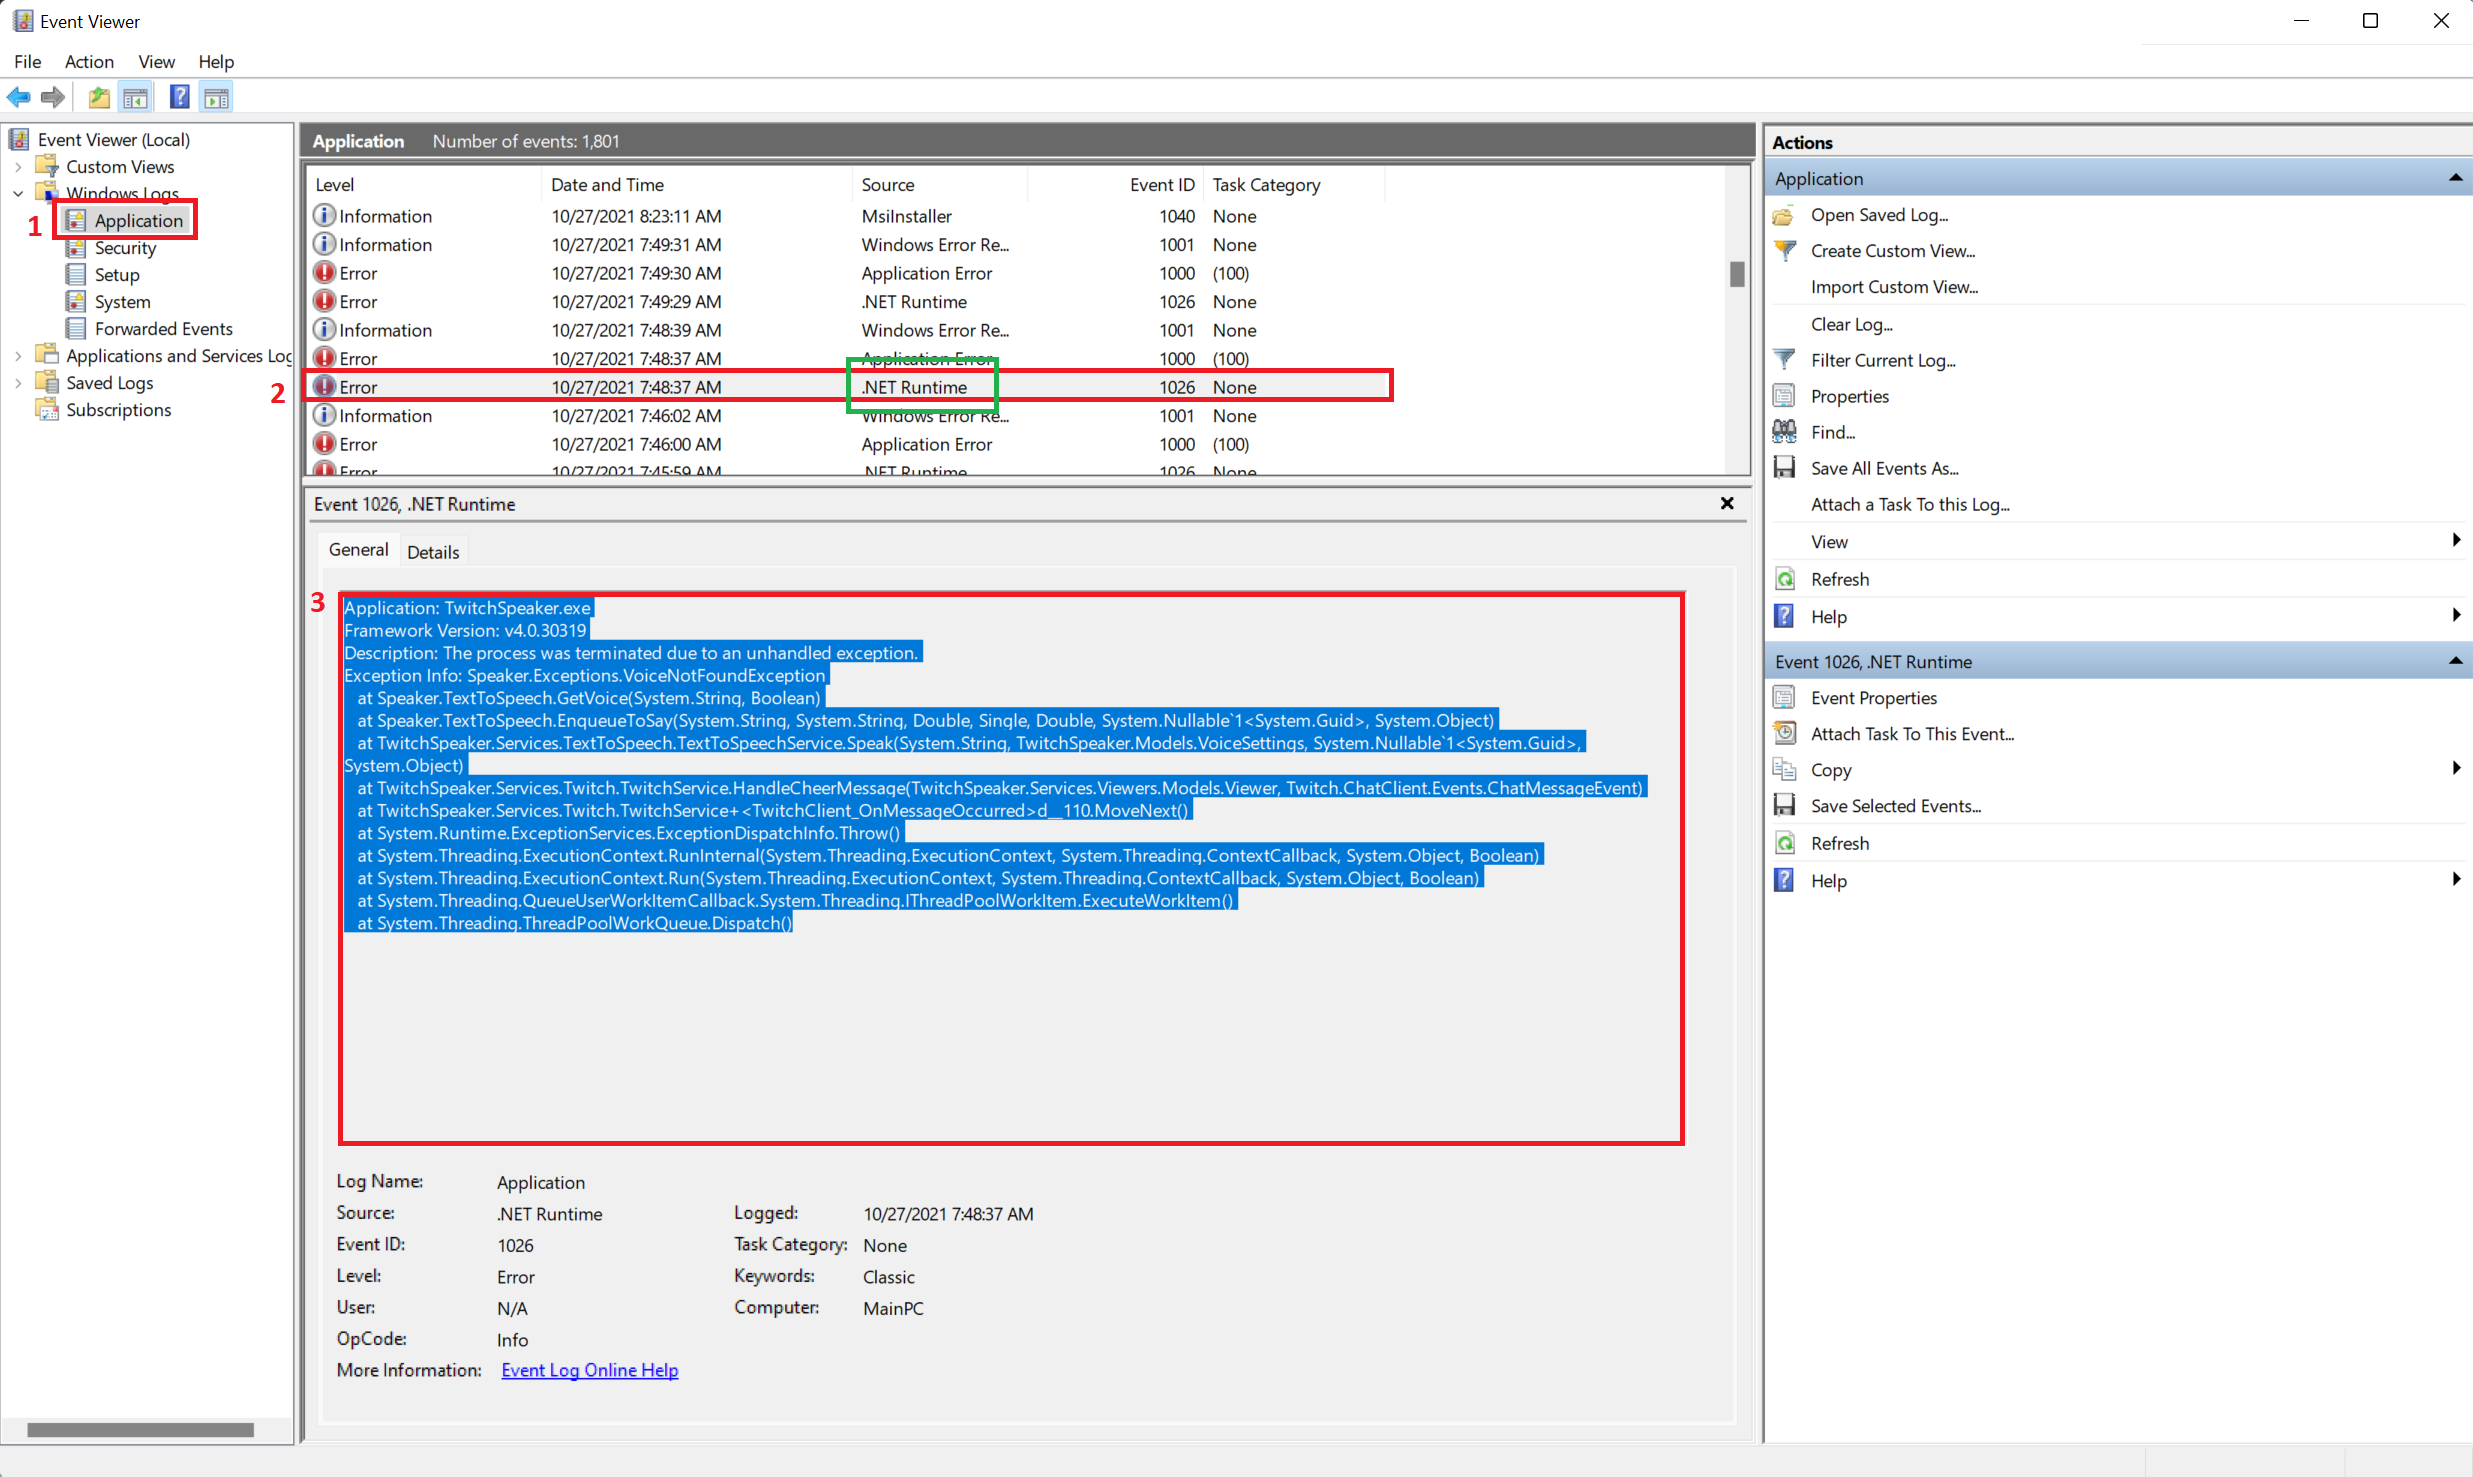 Event Viewer
File Action View Help
Event Viewer (Local)
Custom Views
Windows Logs
1 Application
Security
Setup
System
Forwarded Events
Applications and Services Log
Saved Logs
Subscriptions
Application Number of events: 1,801
Level Date and Time Source Event ID Task Category
Information 10/27/2021 8:23:11 AM MsiInstaller 1040 None
Information 10/27/2021 7:49:31 AM Windows Error Re... 1001 None
Error 10/27/2021 7:49:30 AM Application Error 1000 (100)
Error 10/27/2021 7:49:29 AM .NET Runtime 1026 None
Information 10/27/2021 7:48:39 AM Windows Error Re... 1001 None
Error 10/27/2021 7:48:37 AM Application Error 1000 (100)
2 Error 10/27/2021 7:48:37 AM .NET Runtime 1026 None
Information 10/27/2021 7:46:02 AM Windows Error Re... 1001 None
Error 10/27/2021 7:46:00 AM Application Error 1000 (100)
Error 10/27/2021 7:45:59 AM .NET Runtime 1026 None
Event 1026, .NET Runtime
General Details
3
Application: TwitchSpeaker.exe
Framework Version: v4.0.30319
Description: The process was terminated due to an unhandled exception.
Exception Info: Speaker.Exceptions.VoiceNotFoundException
at Speaker.TextToSpeech.GetVoice(System.String, Boolean)
at Speaker.TextToSpeech.EnqueueToSay(System.String, System.String, Double, Single, Double, System.Nullable`1<System.Guid>, System.Object)
at TwitchSpeaker.Services.TextToSpeech.TextToSpeechService.Speak(System.String, TwitchSpeaker.Models.VoiceSettings, System.Nullable`1<System.Guid>,
System.Object)
at TwitchSpeaker.Services.Twitch.TwitchService.HandleCheerMessage(TwitchSpeaker.Services.Viewers.Models.Viewer, Twitch.ChatClient.Events.ChatMessageEvent)
at TwitchSpeaker.Services.Twitch.TwitchService+<TwitchClient_OnMessageOccurred>d__110.MoveNext()
at System.Runtime.ExceptionServices.ExceptionDispatchInfo.Throw()
at System.Threading.ExecutionContext.RunInternal(System.Threading.ExecutionContext, System.Threading.ContextCallback, System.Object, Boolean)
at System.Threading.ExecutionContext.Run(System.Threading.ExecutionContext, System.Threading.ContextCallback, System.Object, Boolean)
at System.Threading.QueueUserWorkItemCallback.System.Threading.IThreadPoolWorkItem.ExecuteWorkItem()
at System.Threading.ThreadPoolWorkQueue.Dispatch()
Log Name: Application
Source: .NET Runtime Logged: 10/27/2021 7:48:37 AM
Event ID: 1026 Task Category: None
Level: Error Keywords: Classic
User: N/A Computer: MainPC
OpCode: Info
More Information: Event Log Online Help
Actions
Application
Open Saved Log...
Create Custom View...
Import Custom View...
Clear Log...
Filter Current Log...
Properties
Find...
Save All Events As...
Attach a Task To this Log...
View
Refresh
Help
Event 1026, .NET Runtime
Event Properties
Attach Task To This Event...
Copy
Save Selected Events...
Refresh
Help